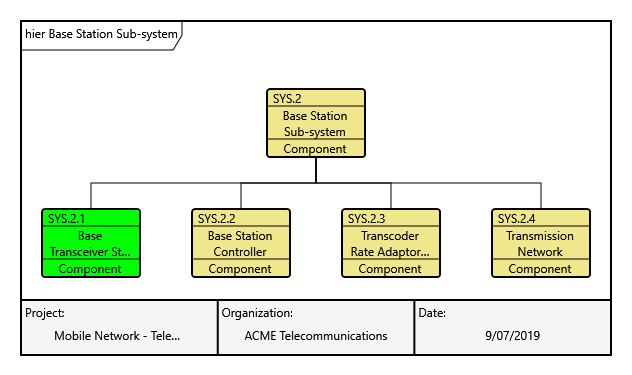 hier Base Station Sub-system
SYS.2
Base Station
Sub-system
Component
SYS.2.1
Base
Transceiver St...
Component
SYS.2.2
Base Station
Controller
Component
SYS.2.3
Transcoder
Rate Adaptor...
Component
SYS.2.4
Transmission
Network
Component
Project:
Mobile Network - Tele...
Organization:
ACME Telecommunications
Date:
9/07/2019